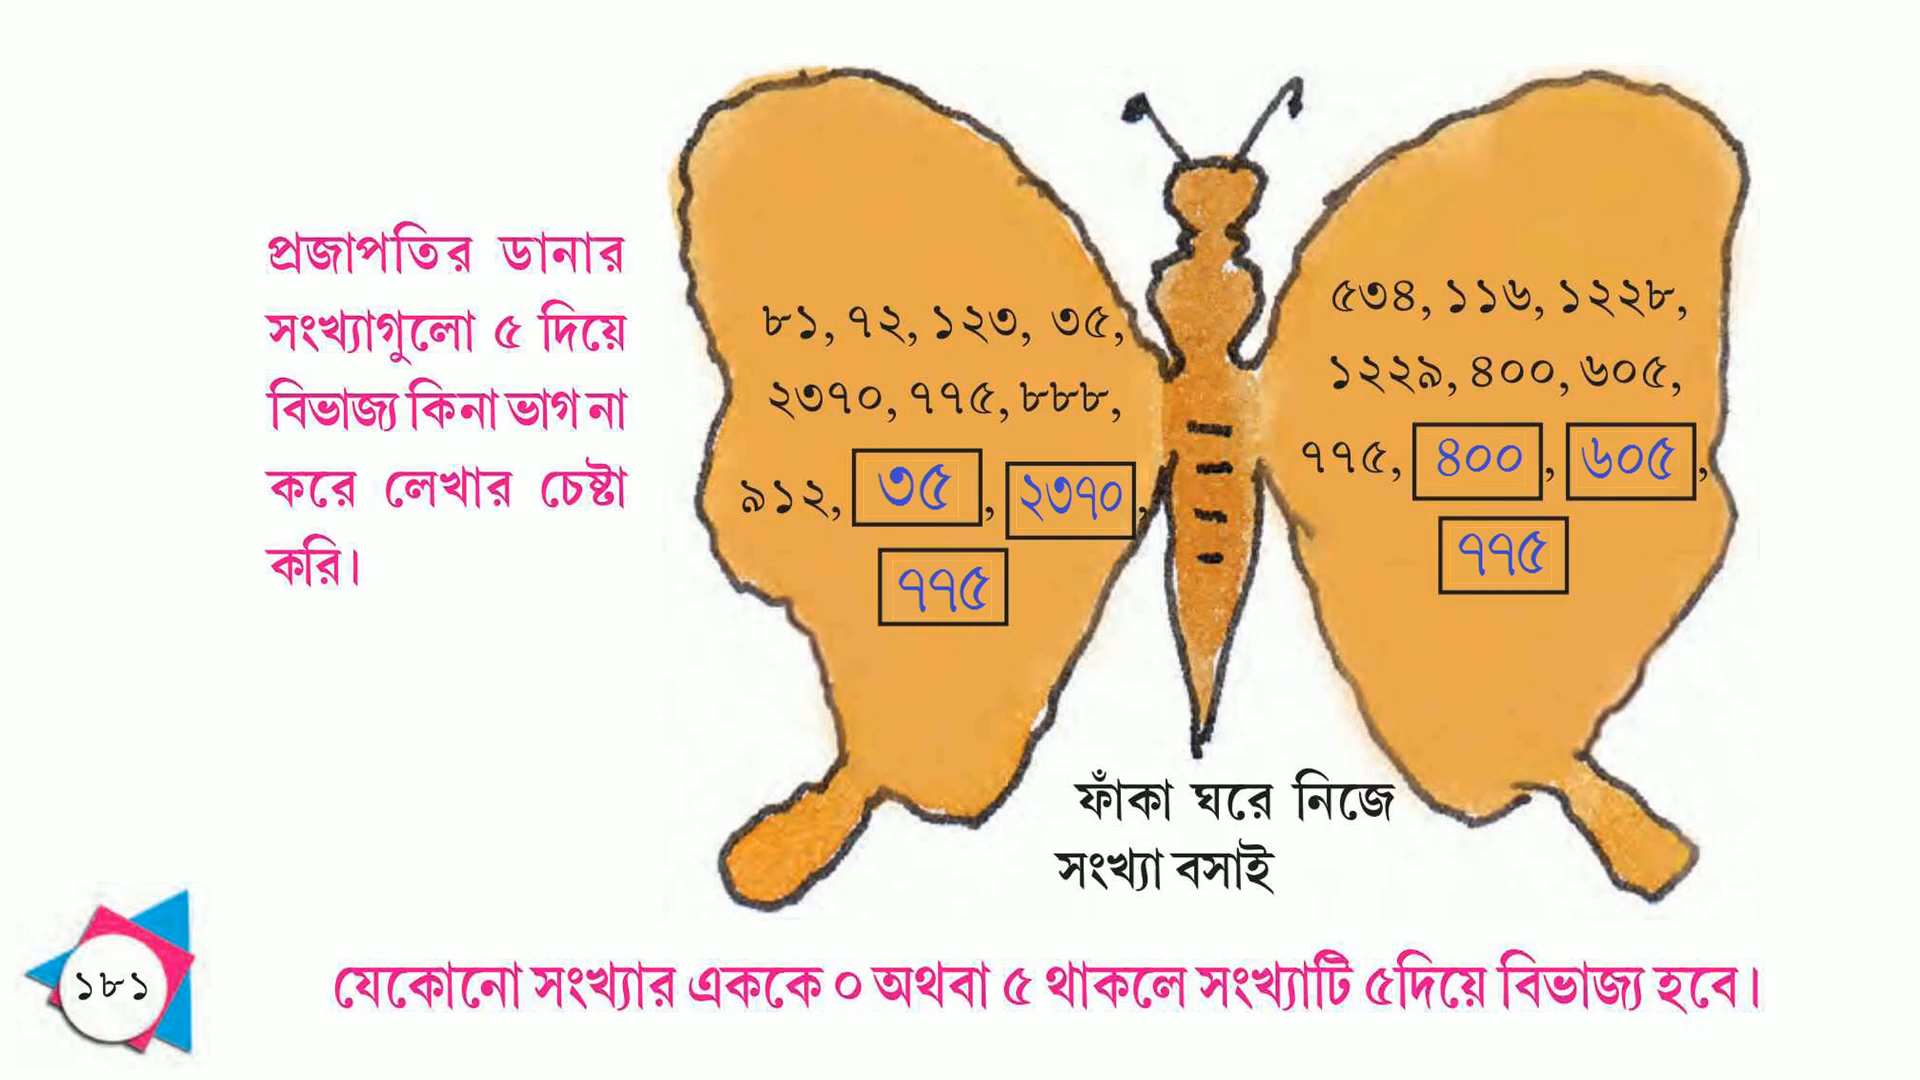 প্রজাপতির ডানার
সংখ্যাগুলো ৫ দিয়ে
বিভাজ্য কিনা ভাগ না
করে লেখার চেষ্টা
করি।
৮১, ৭২, ১২৩, ৩৫,
২৩৭০, ৭৭৫, ৮৮৮,
৯১২, ৩৫, ২৩৭০,
৭৭৫
৫৩৪, ১১৬, ১২২৮,
১২২৯, ৪০০, ৬০৫,
৭৭৫, ৪০০, ৬০৫,
৭৭৫
ফাঁকা ঘরে নিজে
সংখ্যা বসাই
১৮১
যেকোনো সংখ্যার এককে ০ অথবা ৫ থাকলে সংখ্যাটি ৫দিয়ে বিভাজ্য হবে।